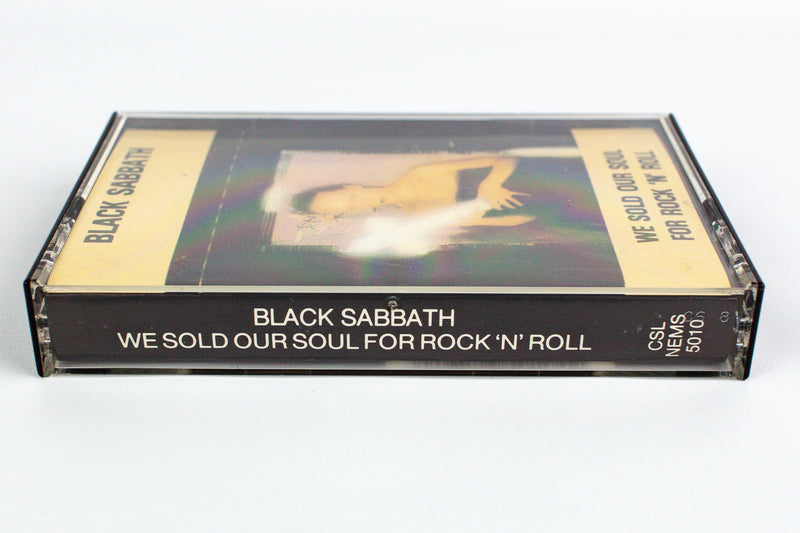 BLACK SABBATH
WE SOLD OUR SOUL
FOR ROCK 'N' ROLL
BLACK SABBATH
WE SOLD OUR SOUL FOR ROCK 'N' ROLL
CSL
NEMS
5010